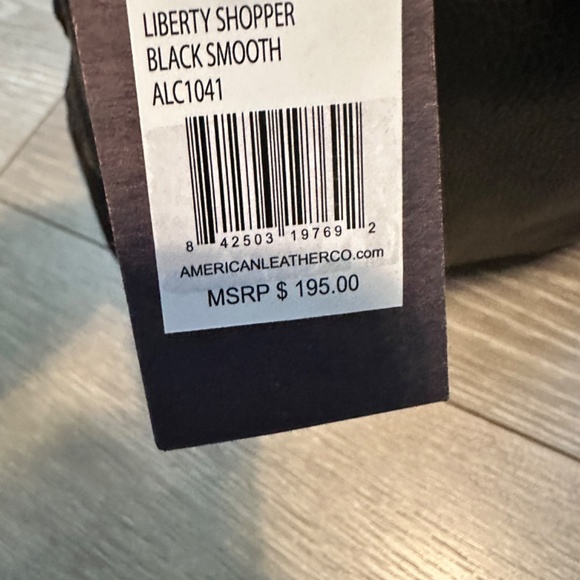 LIBERTY SHOPPER
BLACK SMOOTH
ALC1041
8 42503 19769 2
AMERICANLEATHERCO.com
MSRP $ 195.00